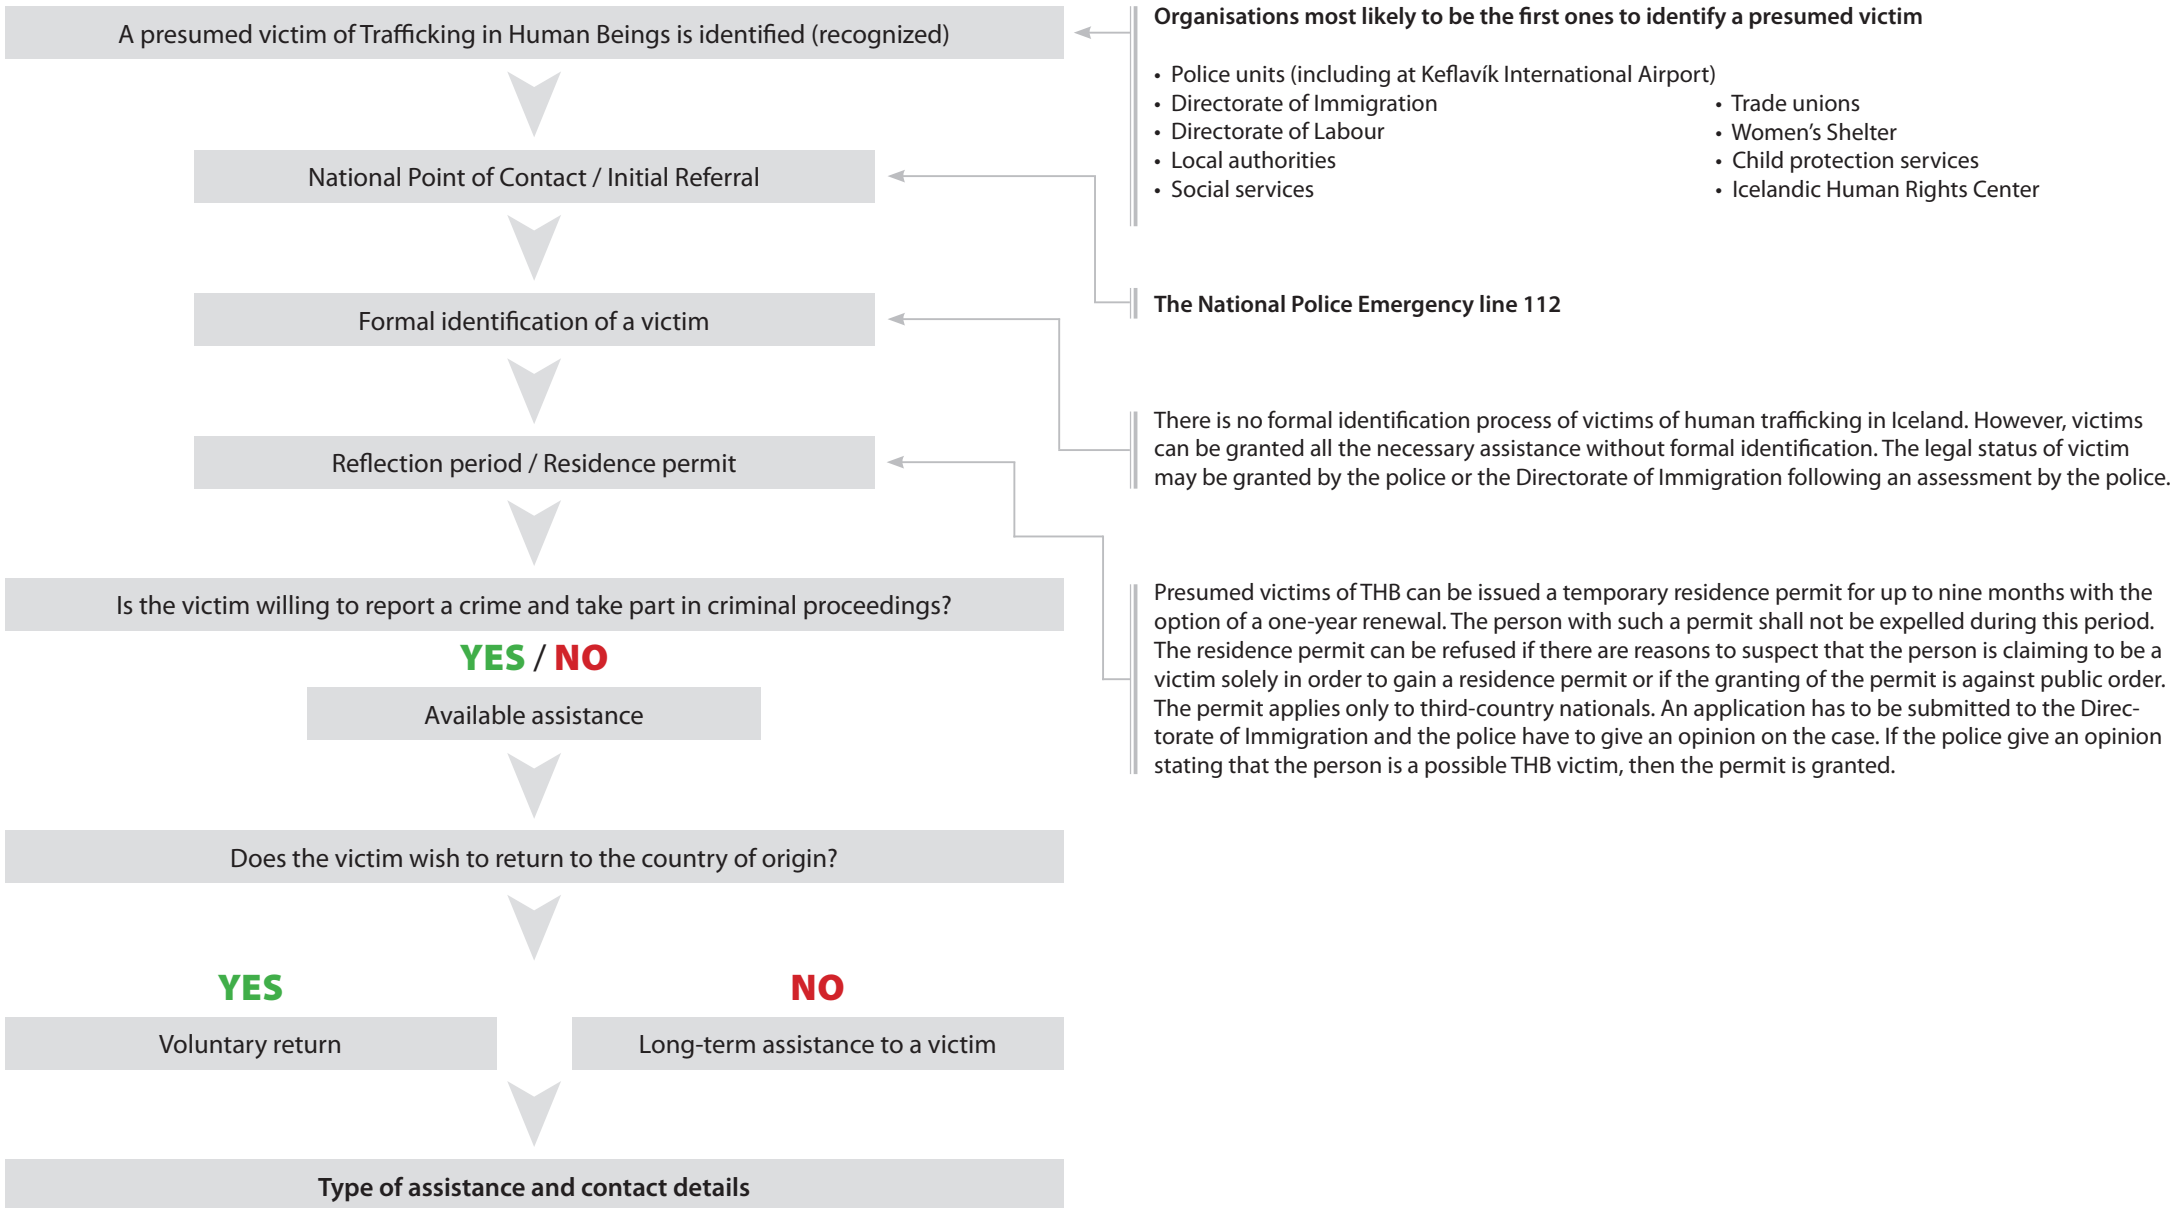 A presumed victim of Trafficking in Human Beings is identified (recognized)
National Point of Contact / Initial Referral
Formal identification of a victim
Reflection period / Residence permit
Is the victim willing to report a crime and take part in criminal proceedings?
YES / NO
Available assistance
Does the victim wish to return to the country of origin?
YES
NO
Voluntary return
Long-term assistance to a victim
Type of assistance and contact details
Organisations most likely to be the first ones to identify a presumed victim
• Police units (including at Keflavík International Airport)
• Directorate of Immigration
• Directorate of Labour
• Local authorities
• Social services
• Trade unions
• Women’s Shelter
• Child protection services
• Icelandic Human Rights Center
The National Police Emergency line 112
There is no formal identification process of victims of human trafficking in Iceland. However, victims
can be granted all the necessary assistance without formal identification. The legal status of victim
may be granted by the police or the Directorate of Immigration following an assessment by the police.
Presumed victims of THB can be issued a temporary residence permit for up to nine months with the
option of a one-year renewal. The person with such a permit shall not be expelled during this period.
The residence permit can be refused if there are reasons to suspect that the person is claiming to be a
victim solely in order to gain a residence permit or if the granting of the permit is against public order.
The permit applies only to third-country nationals. An application has to be submitted to the Direc-
torate of Immigration and the police have to give an opinion on the case. If the police give an opinion
stating that the person is a possible THB victim, then the permit is granted.